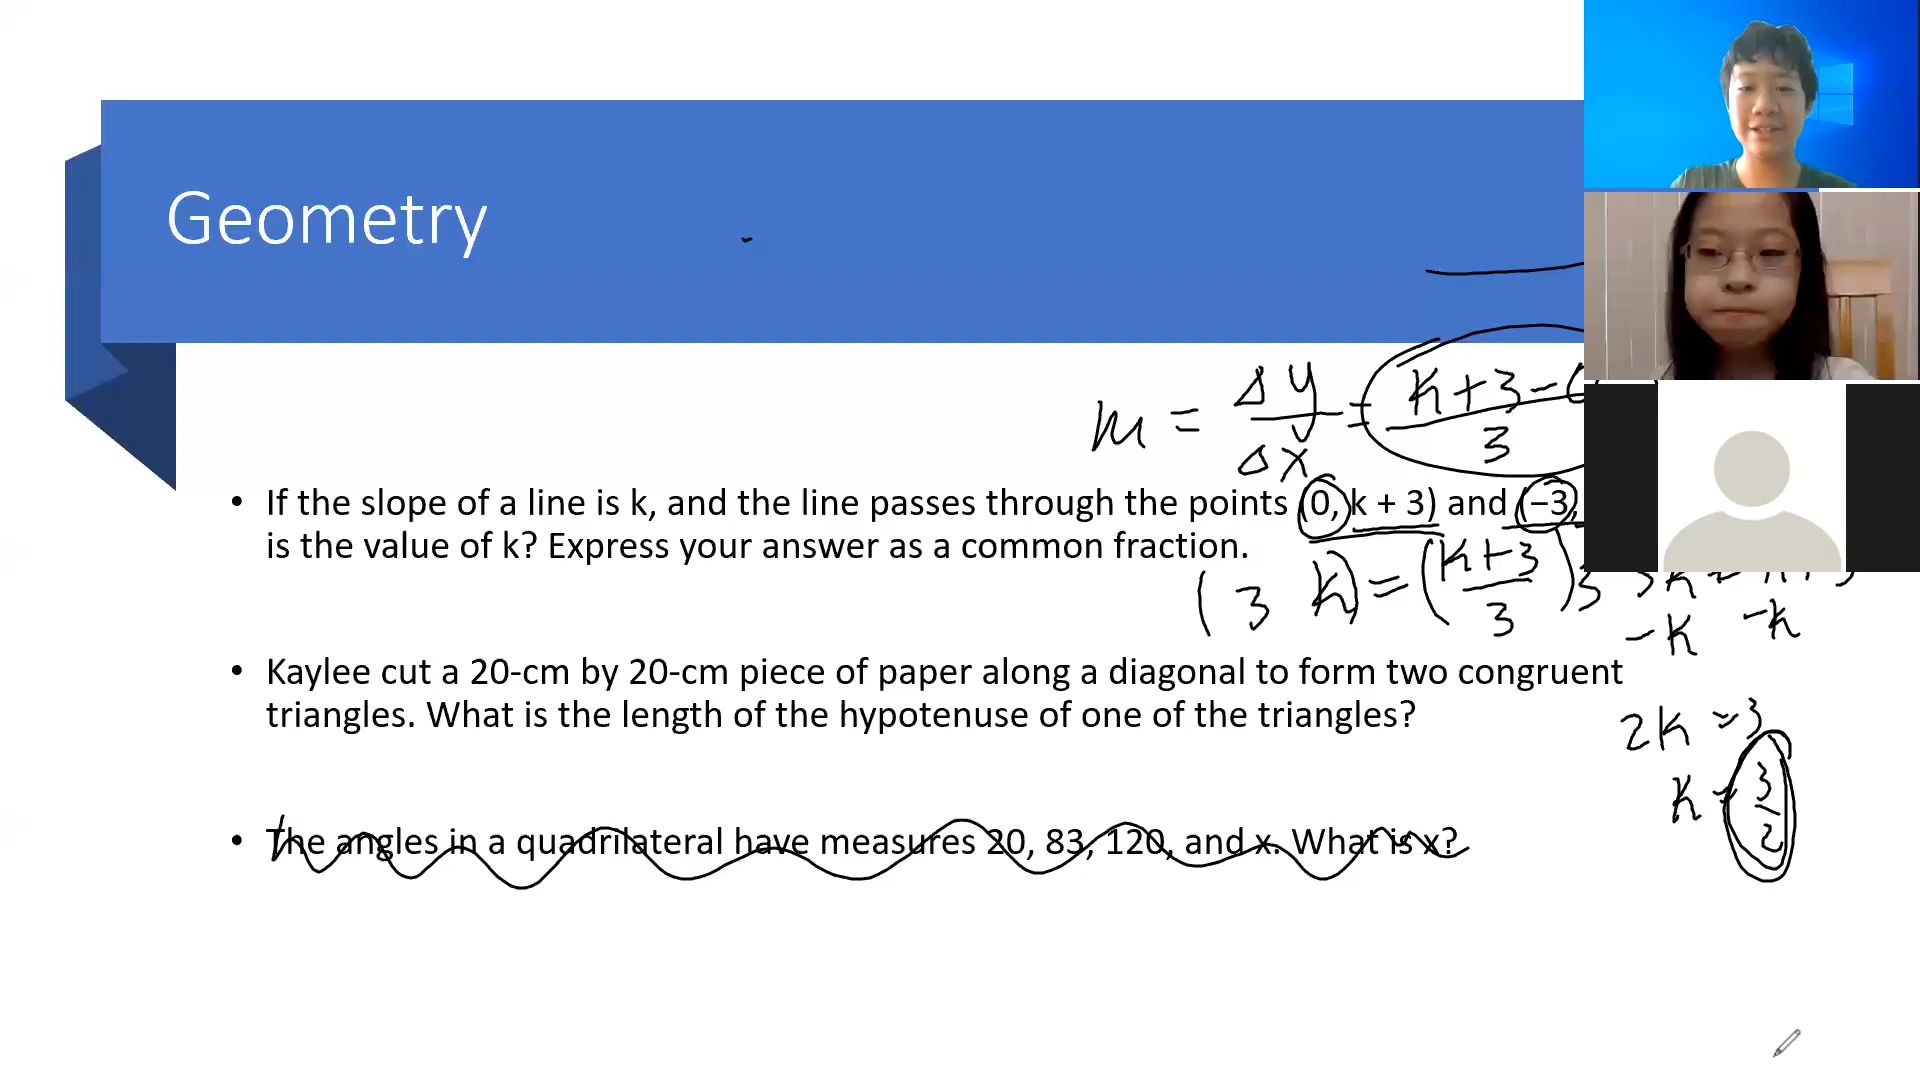 Geometry
m = Δy/Δx = k+3-
3
• If the slope of a line is k, and the line passes through the points (0, k + 3) and (−3,
is the value of k? Express your answer as a common fraction.
(3 k) = (k+3/3)3
-k -k
• Kaylee cut a 20-cm by 20-cm piece of paper along a diagonal to form two congruent
triangles. What is the length of the hypotenuse of one of the triangles?
2k = 3
k = 3/2
• The angles in a quadrilateral have measures 20, 83, 120, and x. What is x?